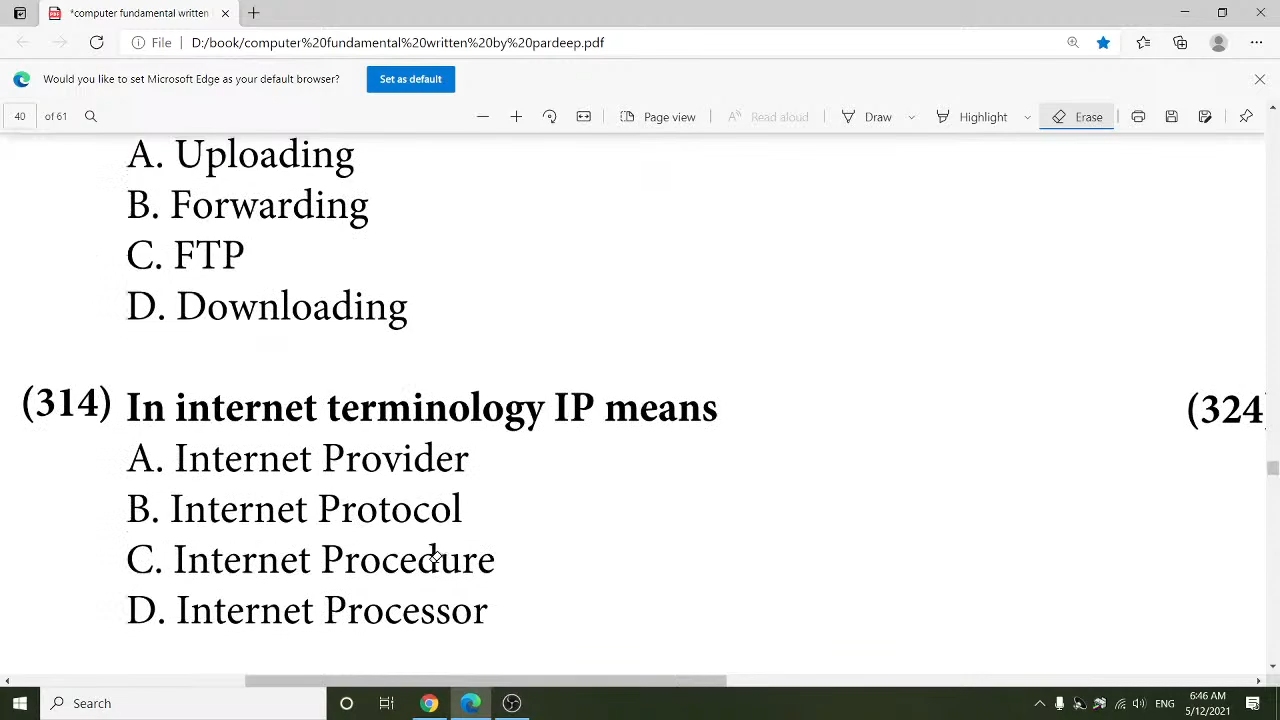 *computer fundamental written
File D:/book/computer%20fundamental%20written%20by%20pardeep.pdf
Would you like to set Microsoft Edge as your default browser? Set as default
40 of 61 Page view Read aloud Draw Highlight Erase
A. Uploading
B. Forwarding
C. FTP
D. Downloading
(314) In internet terminology IP means
(324
A. Internet Provider
B. Internet Protocol
C. Internet Procedure
D. Internet Processor
Search
ENG
6:46 AM
5/12/2021